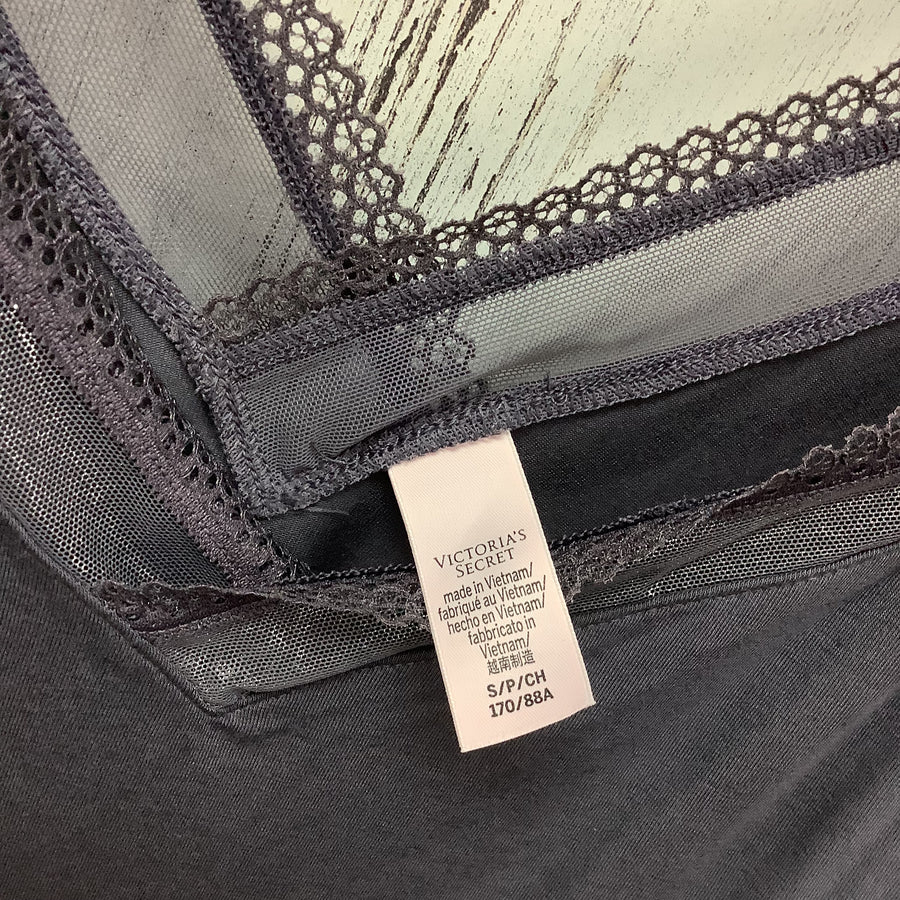 VICTORIA'S
SECRET
made in Vietnam/
fabriqué au Vietnam/
hecho en Vietnam/
fabbricato in
Vietnam/
越南制造
S/P/CH
170/88A